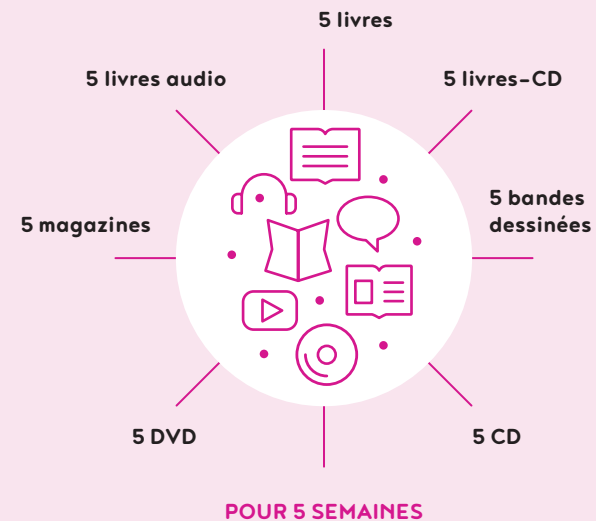 5 livres
5 livres audio
5 livres-CD
5 magazines
5 bandes
dessinées
5 DVD
5 CD
POUR 5 SEMAINES